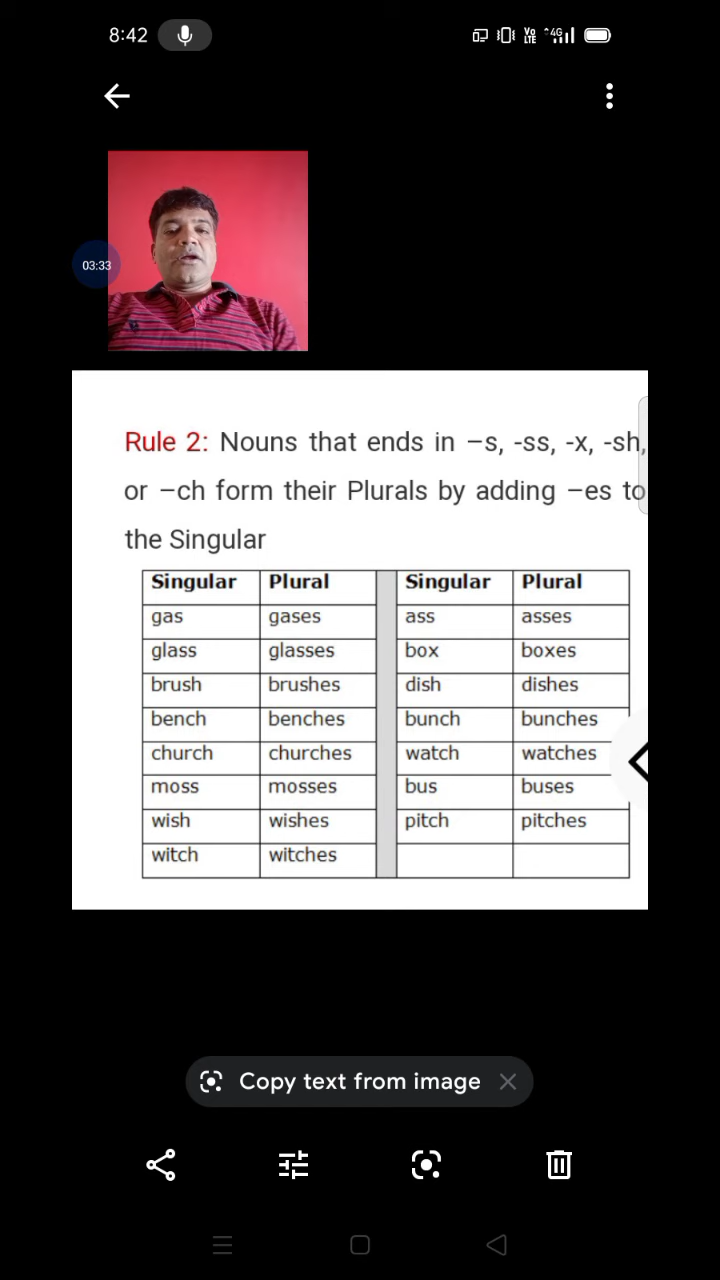 8:42
Vo LTE 4G
03:33
Rule 2: Nouns that ends in –s, -ss, -x, -sh,
or –ch form their Plurals by adding –es to
the Singular
Singular Plural Singular Plural
gas gases ass asses
glass glasses box boxes
brush brushes dish dishes
bench benches bunch bunches
church churches watch watches
moss mosses bus buses
wish wishes pitch pitches
witch witches
Copy text from image